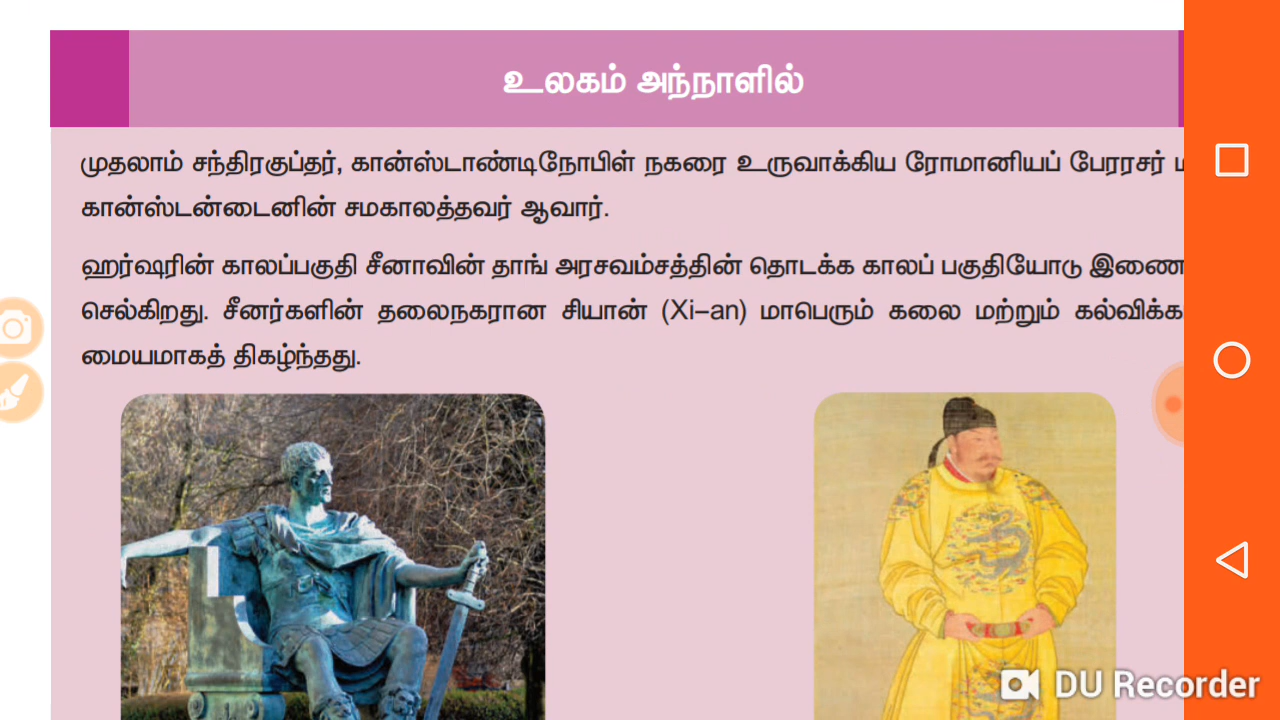 உலகம் அந்நாளில்
முதலாம் சந்திரகுப்தர், கான்ஸ்டாண்டிநோபிள் நகரை உருவாக்கிய ரோமானியப் பேரரசர்
கான்ஸ்டன்டைனின் சமகாலத்தவர் ஆவார்.
ஹர்ஷரின் காலப்பகுதி சீனாவின் தாங் அரசவம்சத்தின் தொடக்க காலப் பகுதியோடு இணை
செல்கிறது. சீனர்களின் தலைநகரான சியான் (Xi–an) மாபெரும் கலை மற்றும் கல்விக்க
மையமாகத் திகழ்ந்தது.
DU Recorder